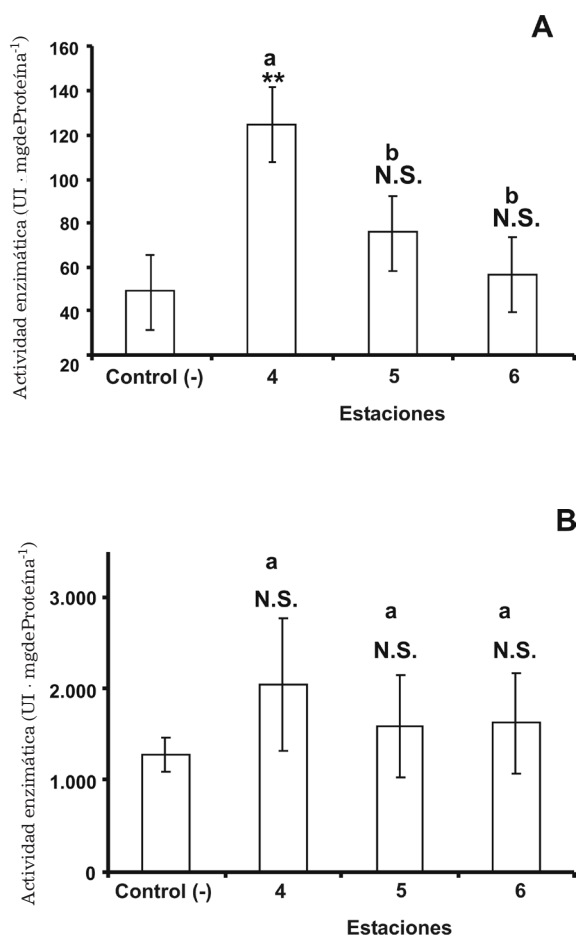 A
Actividad enzimática (UI · mgdeProteína-1)
160
140
120
100
80
60
40
20
a
**
b
N.S.
b
N.S.
Control (-) 4 5 6
Estaciones
B
Actividad enzimática (UI · mgdeProteína-1)
3.000
2.000
1.000
0
a
N.S.
a
N.S.
a
N.S.
Control (-) 4 5 6
Estaciones